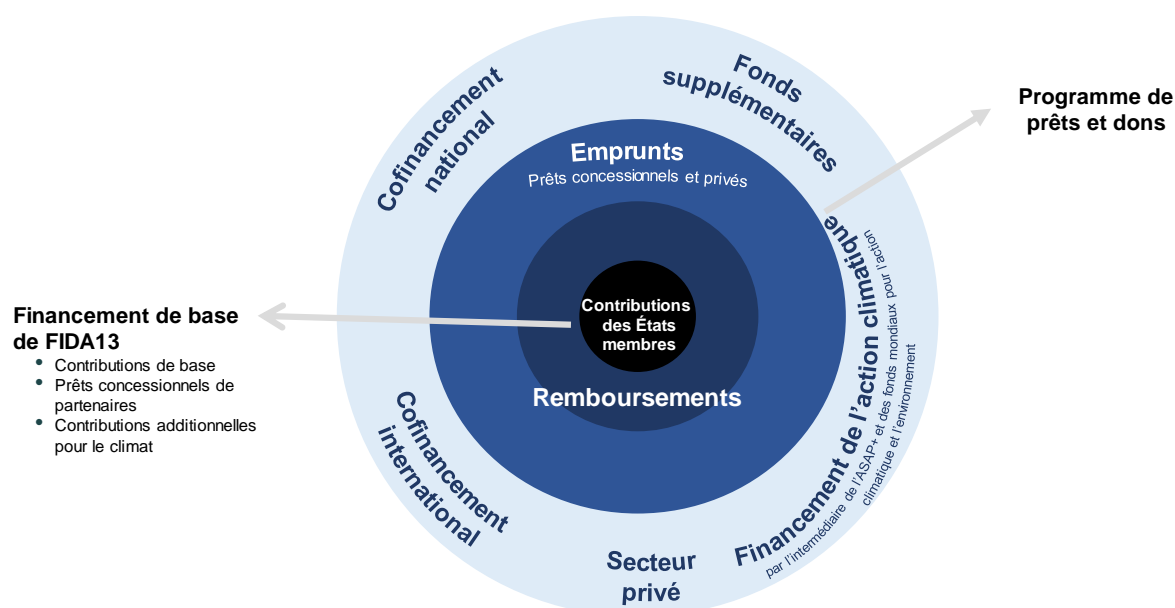 Cofinancement
national
Fonds
supplémentaires
Programme de
prêts et dons
Emprunts
Prêts concessionnels et privés
Contributions
des États
membres
Remboursements
Financement de base
de FIDA13
• Contributions de base
• Prêts concessionnels de
partenaires
• Contributions additionnelles
pour le climat
Cofinancement
international
Secteur
privé
Financement de l'action climatique
par l'intermédiaire de l'ASAP+ et des fonds mondiaux pour l'action
climatique et l'environnement